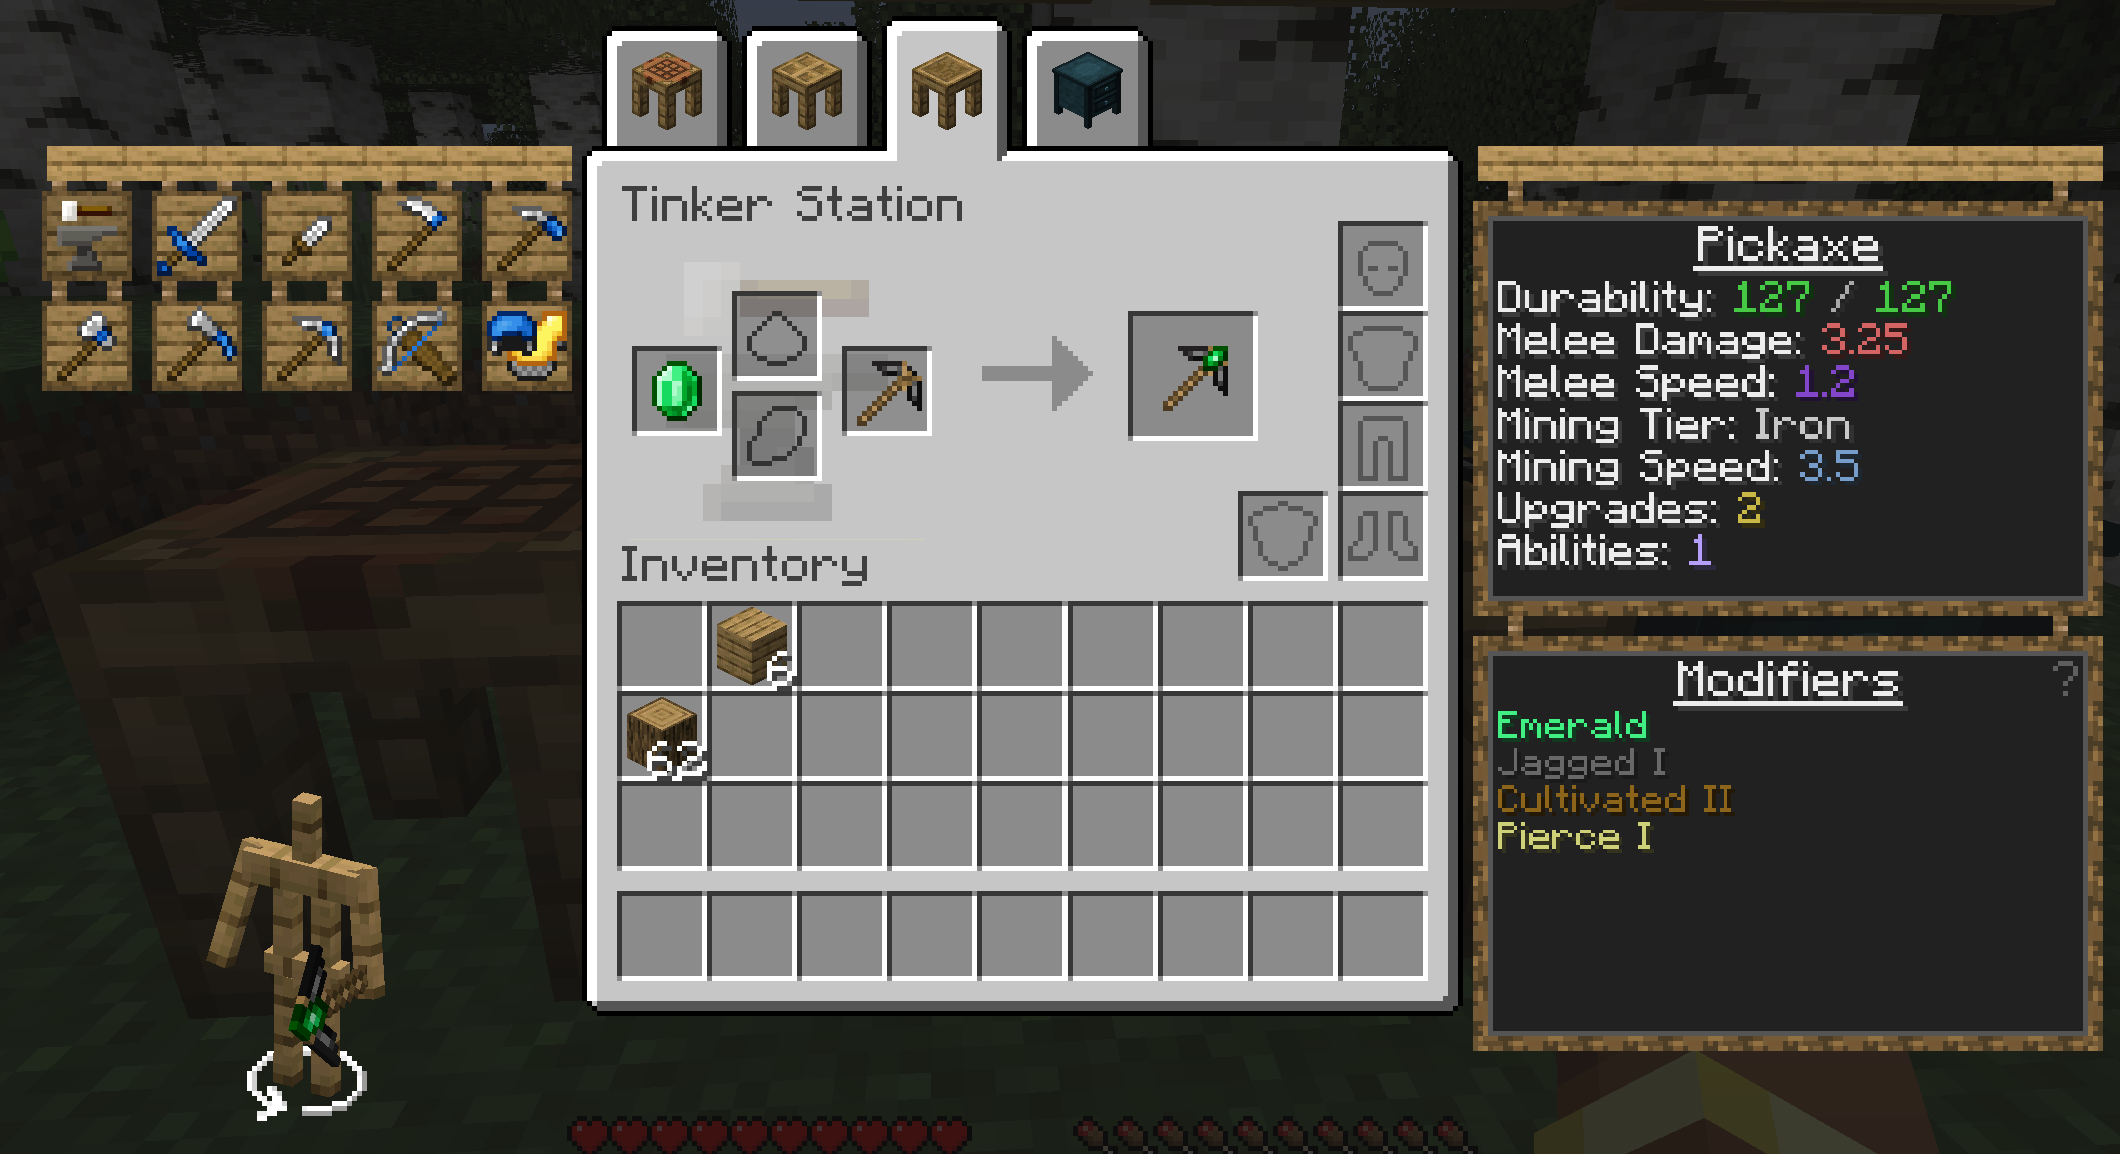 Tinker Station
Inventory
6
62
Pickaxe
Durability: 127 / 127
Melee Damage: 3.25
Melee Speed: 1.2
Mining Tier: Iron
Mining Speed: 3.5
Upgrades: 2
Abilities: 1
Modifiers ?
Emerald
Jagged I
Cultivated II
Pierce I